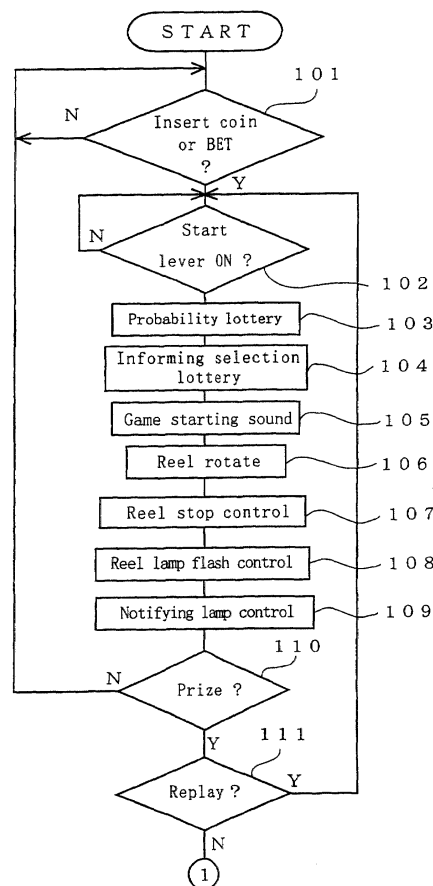 START
101
N
Insert coin
or BET
?
Y
N
Start
lever ON ?
102
Probability lottery
103
Informing selection
lottery
104
Game starting sound
105
Reel rotate
106
Reel stop control
107
Reel lamp flash control
108
Notifying lamp control
109
110
N
Prize ?
Y
111
Replay ?
Y
N
1